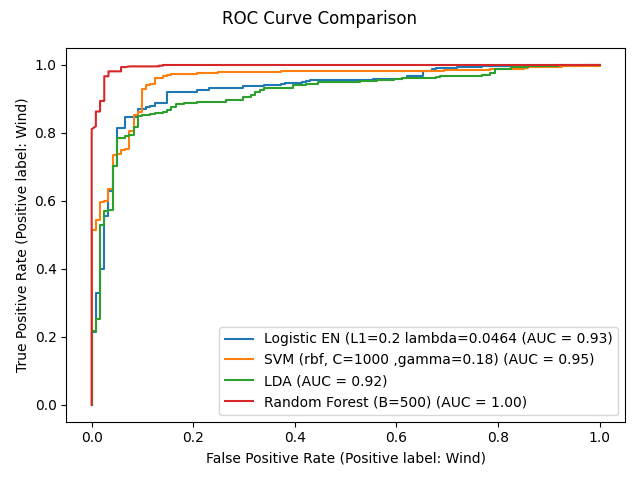 ROC Curve Comparison
1.0
0.8
0.6
0.4
0.2
0.0
True Positive Rate (Positive label: Wind)
Logistic EN (L1=0.2 lambda=0.0464 (AUC = 0.93)
SVM (rbf, C=1000 ,gamma=0.18) (AUC = 0.95)
LDA (AUC = 0.92)
Random Forest (B=500) (AUC = 1.00)
0.0 0.2 0.4 0.6 0.8 1.0
False Positive Rate (Positive label: Wind)